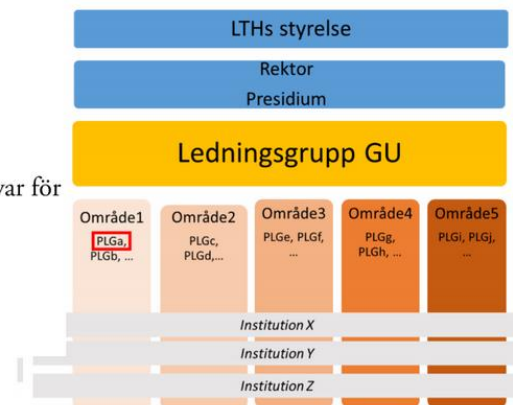 LTHs styrelse
Rektor
Presidium
Ledningsgrupp GU
var för
Område1
PLGa,
PLGb, ...
Område2
PLGc,
PLGd,...
Område3
PLGe, PLGf,
...
Område4
PLGg,
PLGh, ...
Område5
PLGi, PLGj,
...
Institution X
Institution Y
Institution Z